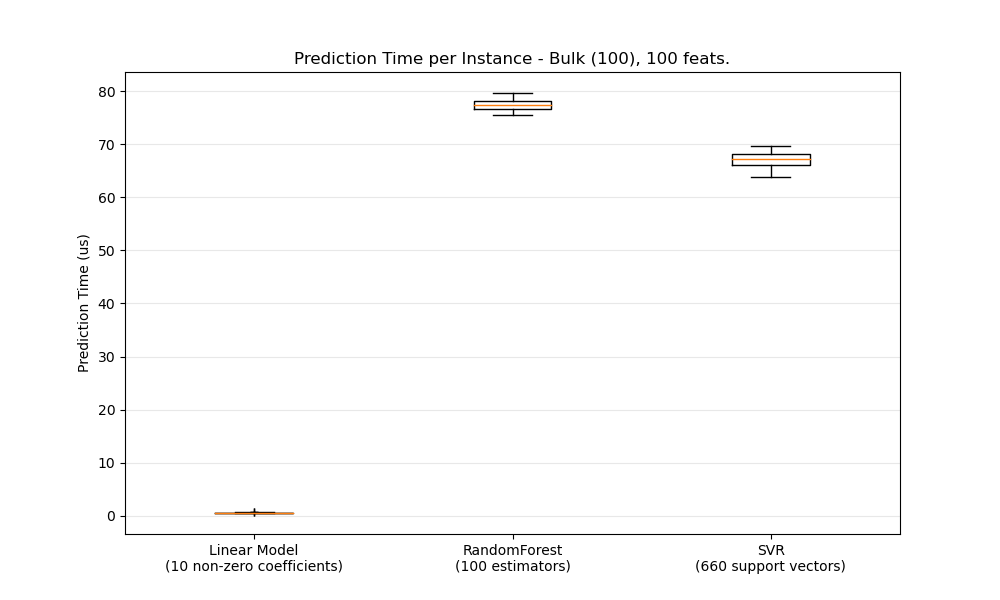 Prediction Time per Instance - Bulk (100), 100 feats.
Prediction Time (us)
80
70
60
50
40
30
20
10
0
Linear Model
(10 non-zero coefficients)
RandomForest
(100 estimators)
SVR
(660 support vectors)